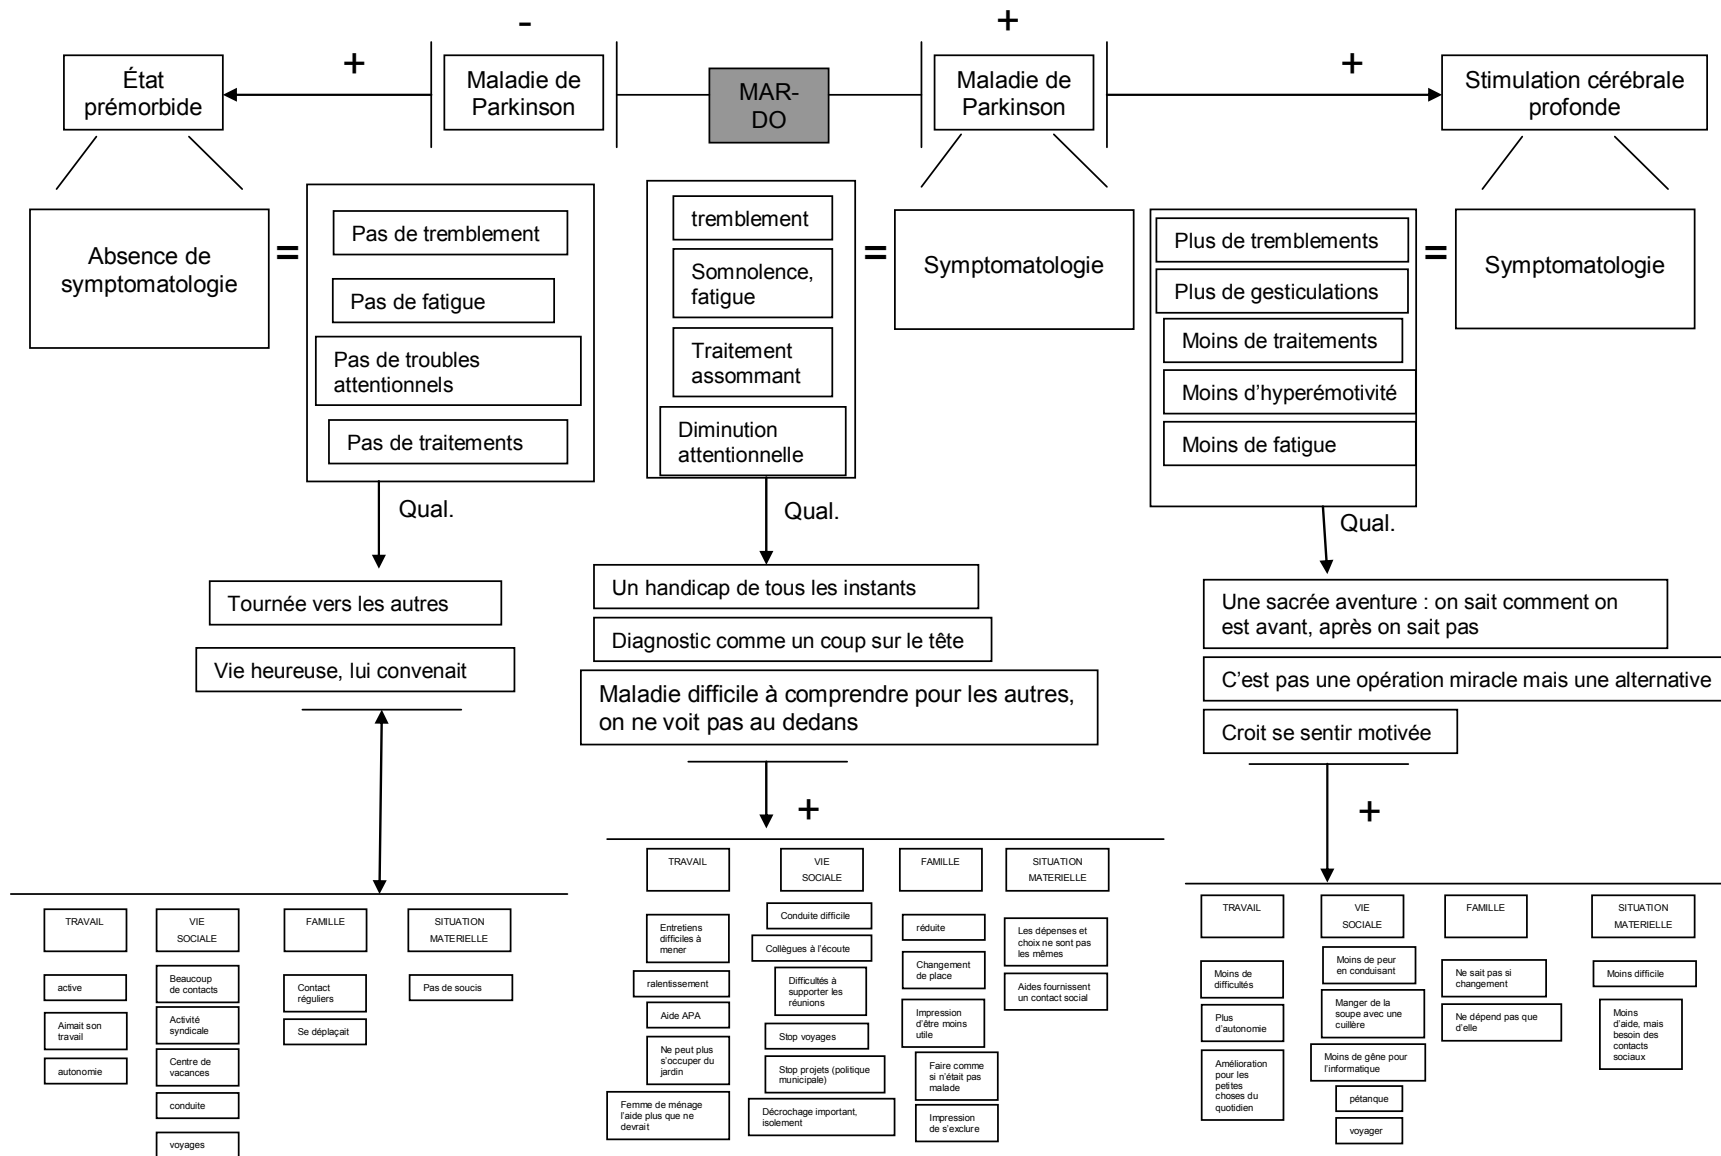 -
+
+
+
État
prémorbide
Maladie de
Parkinson
MAR-
DO
Maladie de
Parkinson
Stimulation cérébrale
profonde
Absence de
symptomatologie
=
Pas de tremblement
Pas de fatigue
Pas de troubles
attentionnels
Pas de traitements
tremblement
Somnolence,
fatigue
Traitement
assommant
Diminution
attentionnelle
=
Symptomatologie
Plus de tremblements
Plus de gesticulations
Moins de traitements
Moins d’hyperémotivité
Moins de fatigue
=
Symptomatologie
Qual.
Qual.
Qual.
Tournée vers les autres
Vie heureuse, lui convenait
Un handicap de tous les instants
Diagnostic comme un coup sur le tête
Maladie difficile à comprendre pour les autres,
on ne voit pas au dedans
Une sacrée aventure : on sait comment on
est avant, après on sait pas
C’est pas une opération miracle mais une alternative
Croit se sentir motivée
+
+
TRAVAIL
active
Aimait son
travail
autonomie
VIE
SOCIALE
Beaucoup
de contacts
Activité
syndicale
Centre de
vacances
conduite
voyages
FAMILLE
Contact
réguliers
Se déplaçait
SITUATION
MATERIELLE
Pas de soucis
TRAVAIL
Entretiens
difficiles à
mener
ralentissement
Aide APA
Ne peut plus
s’occuper du
jardin
Femme de ménage
l’aide plus que ne
devrait
VIE
SOCIALE
Conduite difficile
Collègues à l’écoute
Difficultés à
supporter les
réunions
Stop voyages
Stop projets (politique
municipale)
Décrochage important,
isolement
FAMILLE
réduite
Changement
de place
Impression
d’être moins
utile
Faire comme
si n’était pas
malade
Impression
de s’exclure
SITUATION
MATERIELLE
Les dépenses et
choix ne sont pas
les mêmes
Aides fournissent
un contact social
TRAVAIL
Moins de
difficultés
Plus
d’autonomie
Amélioration
pour les
petites
choses du
quotidien
VIE
SOCIALE
Moins de peur
en conduisant
Manger de la
soupe avec une
cuillère
Moins de gêne pour
l’informatique
pétanque
voyager
FAMILLE
Ne sait pas si
changement
Ne dépend pas que
d’elle
SITUATION
MATERIELLE
Moins difficile
Moins
d’aide, mais
besoin des
contacts
sociaux